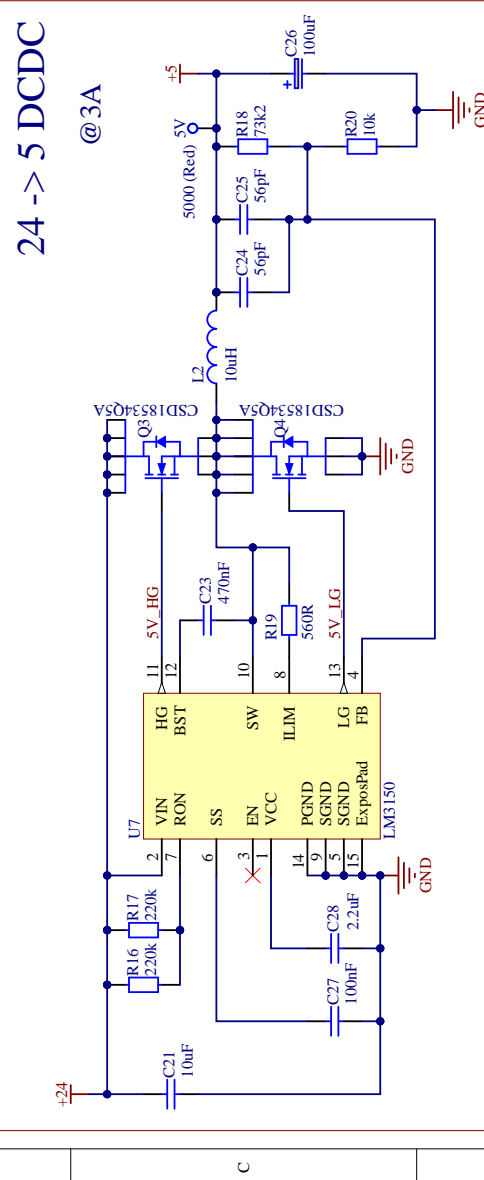 24 -> 5 DCDC
@3A
+24
C21
10uF
R16
220k
R17
220k
C27
100nF
C28
2.2uF
GND
U7
LM3150
2
VIN
7
RON
6
SS
3
EN
1
VCC
14
PGND
9
SGND
5
SGND
15
ExposPad
HG
11
BST
12
SW
10
ILIM
8
LG
13
FB
4
5V_HG
C23
470nF
R19
560R
5V_LG
Q3
CSD18534Q5A
Q4
CSD18534Q5A
GND
L2
10uH
C24
56pF
C25
56pF
5000 (Red)
5V
+5
R18
73k2
R20
10k
C26
100uF
+
GND
C